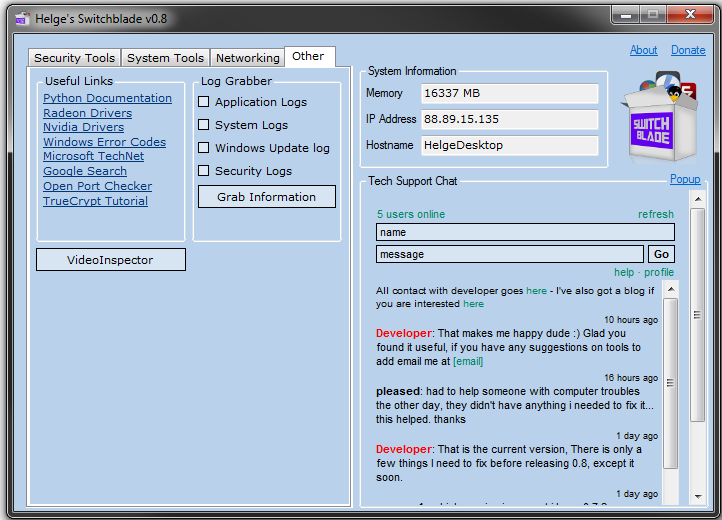 Helge's Switchblade v0.8
About
Donate
Security Tools
System Tools
Networking
Other
Useful Links
Python Documentation
Radeon Drivers
Nvidia Drivers
Windows Error Codes
Microsoft TechNet
Google Search
Open Port Checker
TrueCrypt Tutorial
VideoInspector
Log Grabber
Application Logs
System Logs
Windows Update log
Security Logs
Grab Information
System Information
Memory 16337 MB
IP Address 88.89.15.135
Hostname HelgeDesktop
SWITCH
BLADE
Tech Support Chat
Popup
5 users online refresh
name
message Go
help · profile
All contact with developer goes here - I've also got a blog if
you are interested here
10 hours ago
Developer: That makes me happy dude :) Glad you
found it useful, if you have any suggestions on tools to
add email me at [email]
16 hours ago
pleased: had to help someone with computer troubles
the other day, they didn't have anything i needed to fix it...
this helped. thanks
1 day ago
Developer: That is the current version, There is only a
few things I need to fix before releasing 0.8, except it
soon.
1 day ago